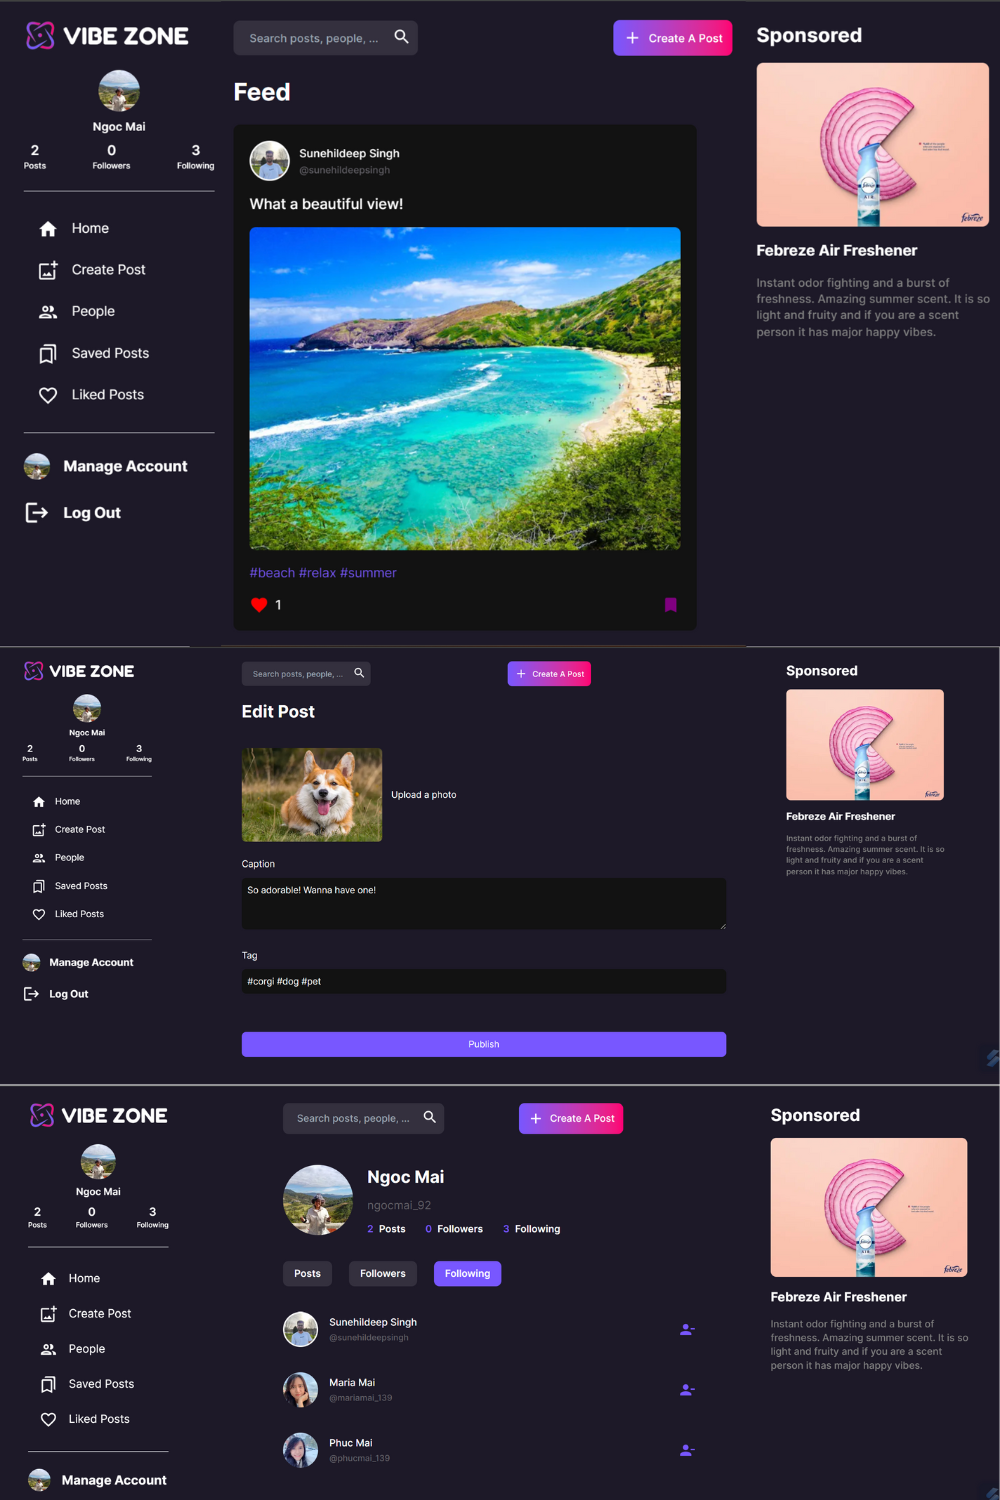 VIBE ZONE
Ngoc Mai
2 0 3
Posts Followers Following
Home
Create Post
People
Saved Posts
Liked Posts
Manage Account
Log Out
Search posts, people, ...
Create A Post
Feed
Sunehildeep Singh
@sunehildeepsingh
What a beautiful view!
#beach #relax #summer
1
Sponsored
febreze
AIR
febreze
Febreze Air Freshener
Instant odor fighting and a burst of
freshness. Amazing summer scent. It is so
light and fruity and if you are a scent
person it has major happy vibes.
VIBE ZONE
Ngoc Mai
2 0 3
Posts Followers Following
Home
Create Post
People
Saved Posts
Liked Posts
Manage Account
Log Out
Search posts, people, ...
Create A Post
Edit Post
Upload a photo
Caption
So adorable! Wanna have one!
Tag
#corgi #dog #pet
Publish
Sponsored
febreze
febreze
Febreze Air Freshener
Instant odor fighting and a burst of
freshness. Amazing summer scent. It is so
light and fruity and if you are a scent
person it has major happy vibes.
VIBE ZONE
Ngoc Mai
2 0 3
Posts Followers Following
Home
Create Post
People
Saved Posts
Liked Posts
Manage Account
Search posts, people, ...
Create A Post
Ngoc Mai
ngocmai_92
2 Posts 0 Followers 3 Following
Posts Followers Following
Sunehildeep Singh
@sunehildeepsingh
Maria Mai
@mariamai_139
Phuc Mai
@phucmai_139
Sponsored
febreze
AIR
febreze
Febreze Air Freshener
Instant odor fighting and a burst of
freshness. Amazing summer scent. It is so
light and fruity and if you are a scent
person it has major happy vibes.